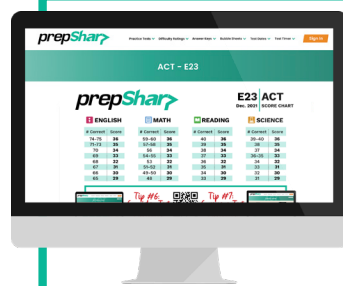 prepSharp
Practice Tests Difficulty Ratings Answer Keys Bubble Sheets Test Dates Test Timer Sign In
ACT - E23
prepSharp
E23 ACT
Dec. 2021 SCORE CHART
ENGLISH MATH READING SCIENCE
# Correct Score # Correct Score # Correct Score # Correct Score
74-75 36 59-60 36 40 36 39-40 36
71-73 35 57-58 35 39 35 38 35
70 34 56 34 38 34 37 34
69 33 54-55 33 37 33 35-36 33
68 32 53 32 36 32 34 32
67 31 51-52 31 35 31 33 31
66 30 49-50 30 34 30 32 30
65 29 48 29 33 29 31 29
Tip #6: Tip #7: